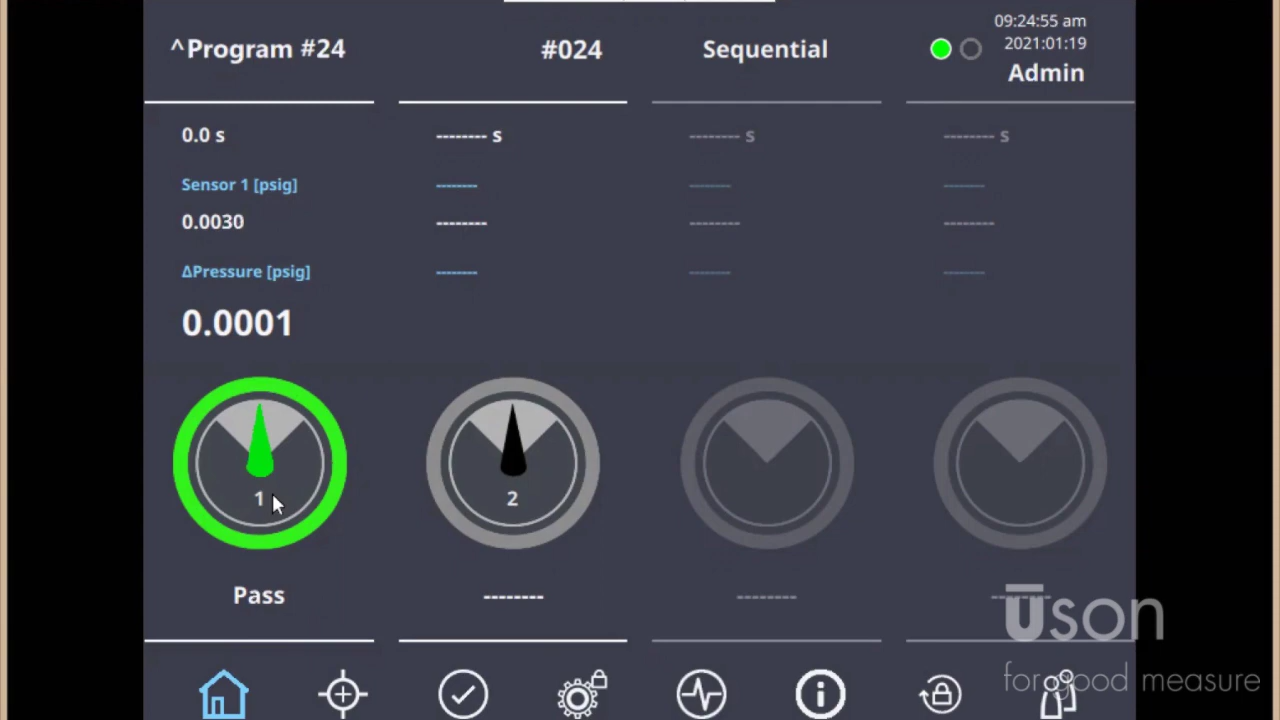 ^Program #24 #024 Sequential 09:24:55 am
2021:01:19
Admin
0.0 s -------- s -------- s -------- s
Sensor 1 [psig] -------- -------- --------
0.0030 -------- -------- --------
ΔPressure [psig] -------- -------- --------
0.0001
1 2
Pass -------- -------- --------
uson
for good measure